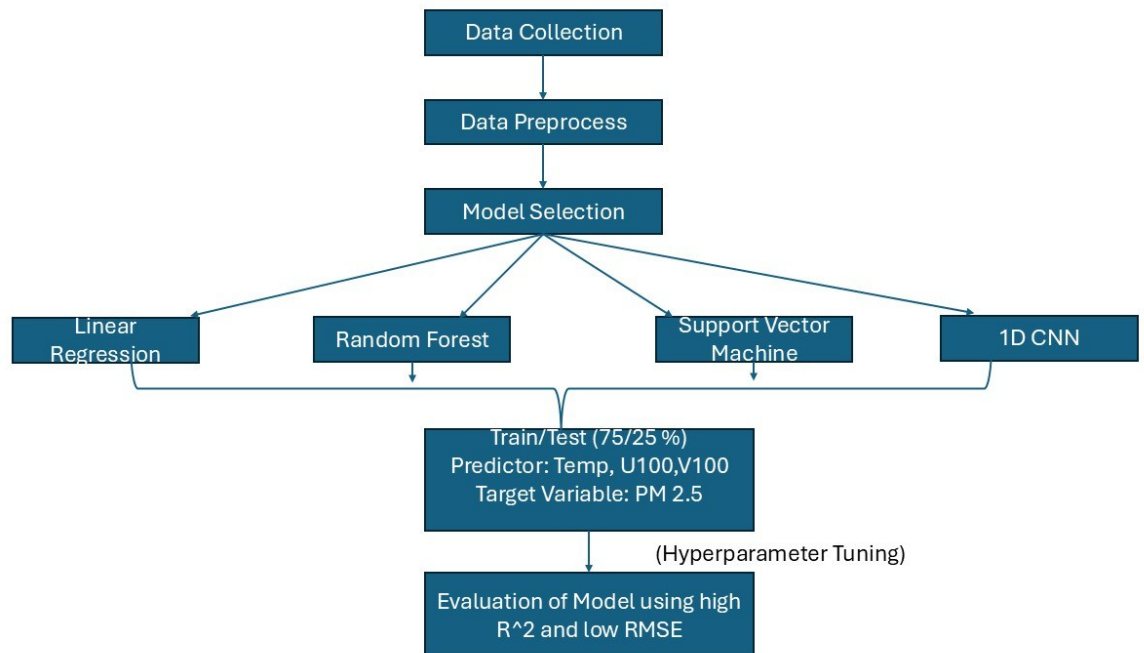 Data Collection
Data Preprocess
Model Selection
Linear
Regression
Random Forest
Support Vector
Machine
1D CNN
Train/Test (75/25 %)
Predictor: Temp, U100,V100
Target Variable: PM 2.5
(Hyperparameter Tuning)
Evaluation of Model using high
R^2 and low RMSE